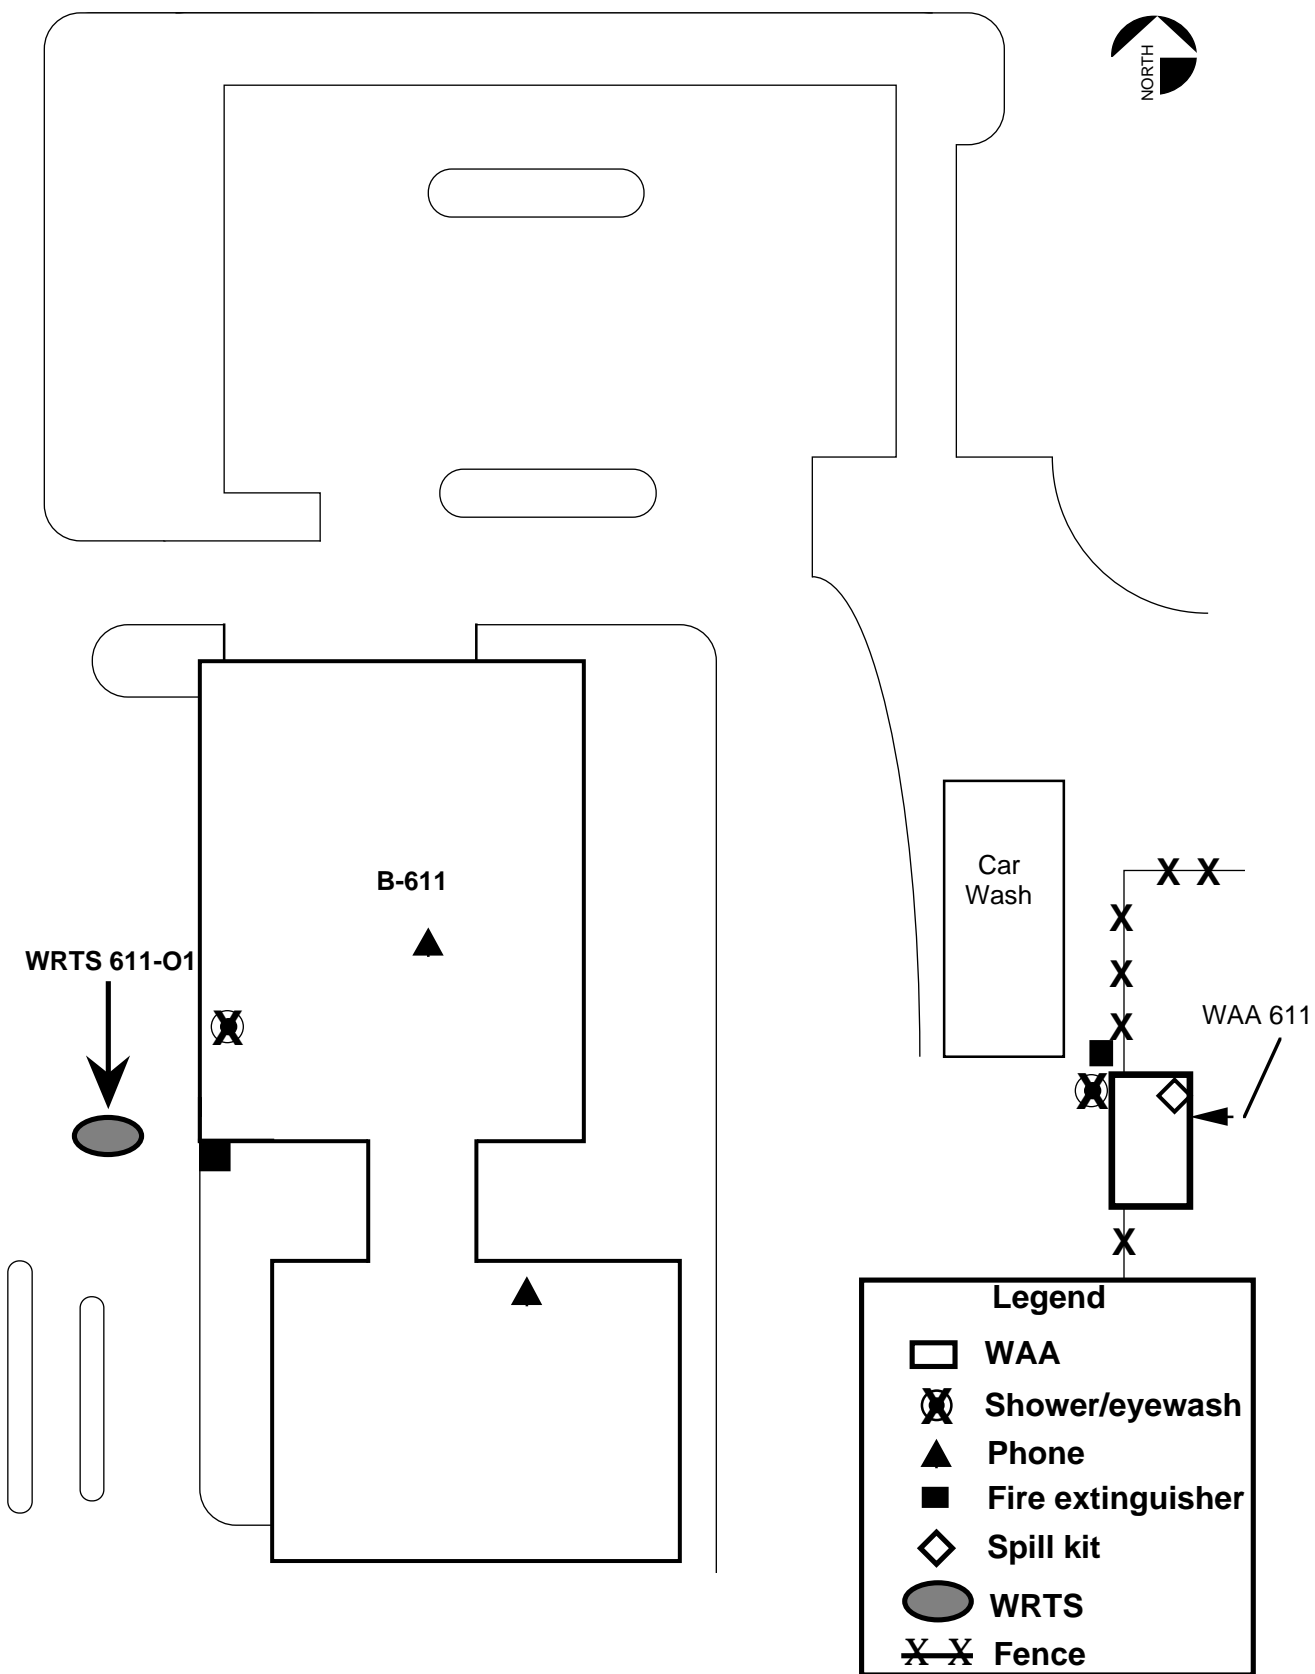 NORTH
B-611
WRTS 611-O1
Car
Wash
X X
X
X
X
WAA 611
X
X
X
Legend
WAA
X
Shower/eyewash
Phone
Fire extinguisher
Spill kit
WRTS
X X Fence